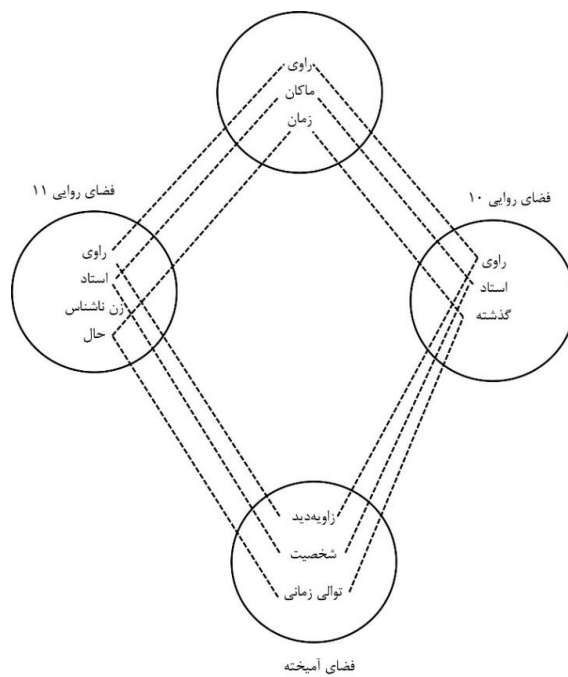 راوی
ماکان
زمان
فضای روایی ۱۰
راوی
استاد
گذشته
فضای روایی ۱۱
راوی
استاد
زن ناشناس
حال
زاویه‌دید
شخصیت
توالی زمانی
فضای آمیخته